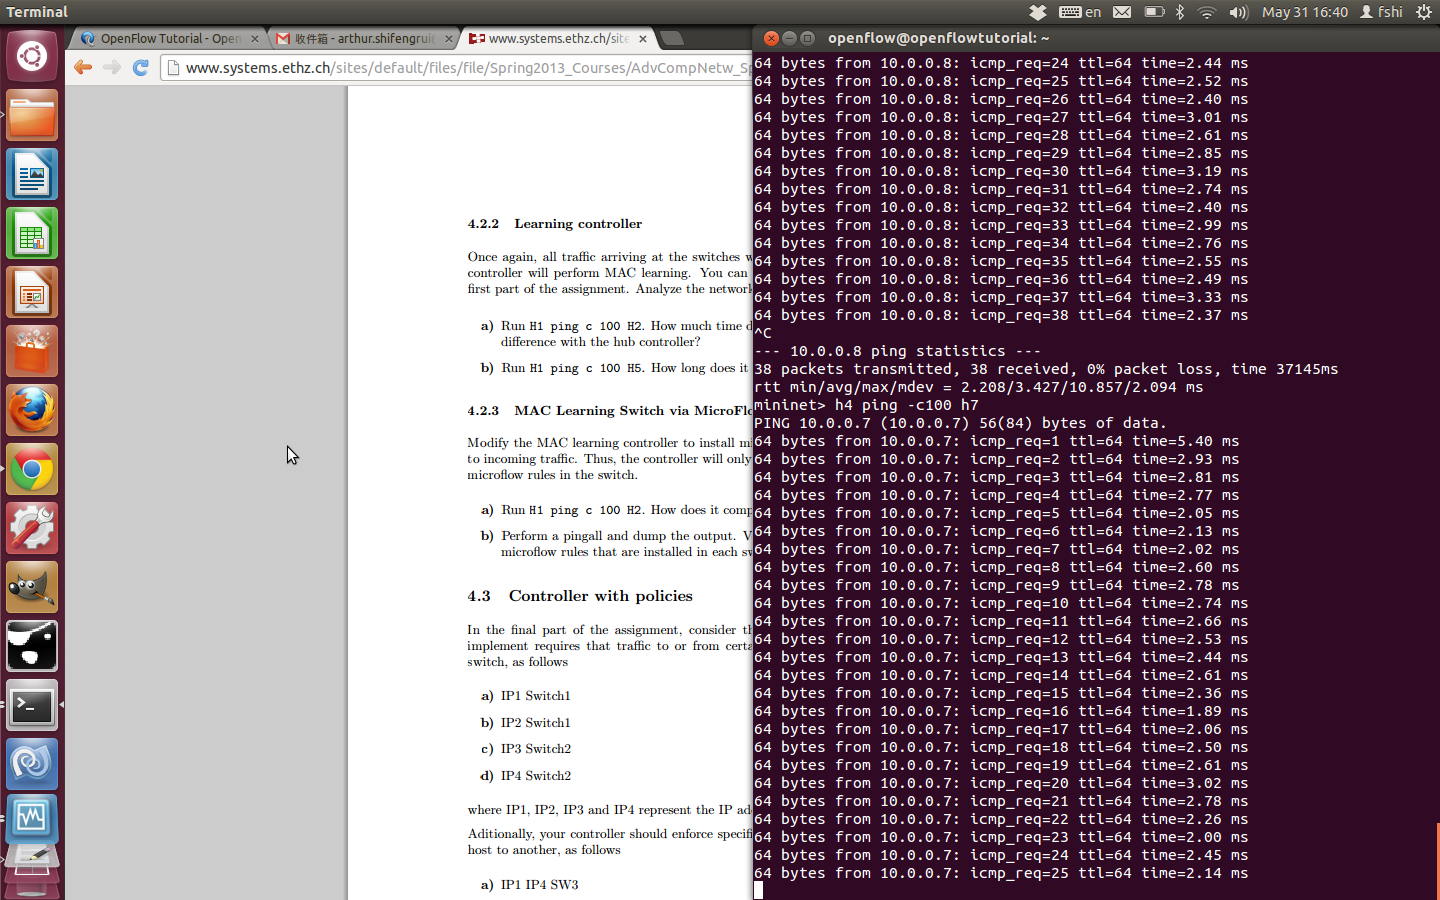 Terminal
en
May 31 16:40
fshi
OpenFlow Tutorial - Open
收件箱 - arthur.shifengrui
www.systems.ethz.ch/site
www.systems.ethz.ch/sites/default/files/file/Spring2013_Courses/AdvCompNetw_Sp
4.2.2 Learning controller
Once again, all traffic arriving at the switches w
controller will perform MAC learning. You can
first part of the assignment. Analyze the network
a) Run H1 ping c 100 H2. How much time d
difference with the hub controller?
b) Run H1 ping c 100 H5. How long does it
4.2.3 MAC Learning Switch via MicroFlo
Modify the MAC learning controller to install mi
to incoming traffic. Thus, the controller will only
microflow rules in the switch.
a) Run H1 ping c 100 H2. How does it comp
b) Perform a pingall and dump the output. V
microflow rules that are installed in each sw
4.3 Controller with policies
In the final part of the assignment, consider th
implement requires that traffic to or from certa
switch, as follows
a) IP1 Switch1
b) IP2 Switch1
c) IP3 Switch2
d) IP4 Switch2
where IP1, IP2, IP3 and IP4 represent the IP ad
Aditionally, your controller should enforce specifi
host to another, as follows
a) IP1 IP4 SW3
openflow@openflowtutorial: ~
64 bytes from 10.0.0.8: icmp_req=24 ttl=64 time=2.44 ms
64 bytes from 10.0.0.8: icmp_req=25 ttl=64 time=2.52 ms
64 bytes from 10.0.0.8: icmp_req=26 ttl=64 time=2.40 ms
64 bytes from 10.0.0.8: icmp_req=27 ttl=64 time=3.01 ms
64 bytes from 10.0.0.8: icmp_req=28 ttl=64 time=2.61 ms
64 bytes from 10.0.0.8: icmp_req=29 ttl=64 time=2.85 ms
64 bytes from 10.0.0.8: icmp_req=30 ttl=64 time=3.19 ms
64 bytes from 10.0.0.8: icmp_req=31 ttl=64 time=2.74 ms
64 bytes from 10.0.0.8: icmp_req=32 ttl=64 time=2.40 ms
64 bytes from 10.0.0.8: icmp_req=33 ttl=64 time=2.99 ms
64 bytes from 10.0.0.8: icmp_req=34 ttl=64 time=2.76 ms
64 bytes from 10.0.0.8: icmp_req=35 ttl=64 time=2.55 ms
64 bytes from 10.0.0.8: icmp_req=36 ttl=64 time=2.49 ms
64 bytes from 10.0.0.8: icmp_req=37 ttl=64 time=3.33 ms
64 bytes from 10.0.0.8: icmp_req=38 ttl=64 time=2.37 ms
^C
--- 10.0.0.8 ping statistics ---
38 packets transmitted, 38 received, 0% packet loss, time 37145ms
rtt min/avg/max/mdev = 2.208/3.427/10.857/2.094 ms
mininet> h4 ping -c100 h7
PING 10.0.0.7 (10.0.0.7) 56(84) bytes of data.
64 bytes from 10.0.0.7: icmp_req=1 ttl=64 time=5.40 ms
64 bytes from 10.0.0.7: icmp_req=2 ttl=64 time=2.93 ms
64 bytes from 10.0.0.7: icmp_req=3 ttl=64 time=2.81 ms
64 bytes from 10.0.0.7: icmp_req=4 ttl=64 time=2.77 ms
64 bytes from 10.0.0.7: icmp_req=5 ttl=64 time=2.05 ms
64 bytes from 10.0.0.7: icmp_req=6 ttl=64 time=2.13 ms
64 bytes from 10.0.0.7: icmp_req=7 ttl=64 time=2.02 ms
64 bytes from 10.0.0.7: icmp_req=8 ttl=64 time=2.60 ms
64 bytes from 10.0.0.7: icmp_req=9 ttl=64 time=2.78 ms
64 bytes from 10.0.0.7: icmp_req=10 ttl=64 time=2.74 ms
64 bytes from 10.0.0.7: icmp_req=11 ttl=64 time=2.66 ms
64 bytes from 10.0.0.7: icmp_req=12 ttl=64 time=2.53 ms
64 bytes from 10.0.0.7: icmp_req=13 ttl=64 time=2.44 ms
64 bytes from 10.0.0.7: icmp_req=14 ttl=64 time=2.61 ms
64 bytes from 10.0.0.7: icmp_req=15 ttl=64 time=2.36 ms
64 bytes from 10.0.0.7: icmp_req=16 ttl=64 time=1.89 ms
64 bytes from 10.0.0.7: icmp_req=17 ttl=64 time=2.06 ms
64 bytes from 10.0.0.7: icmp_req=18 ttl=64 time=2.50 ms
64 bytes from 10.0.0.7: icmp_req=19 ttl=64 time=2.61 ms
64 bytes from 10.0.0.7: icmp_req=20 ttl=64 time=3.02 ms
64 bytes from 10.0.0.7: icmp_req=21 ttl=64 time=2.78 ms
64 bytes from 10.0.0.7: icmp_req=22 ttl=64 time=2.26 ms
64 bytes from 10.0.0.7: icmp_req=23 ttl=64 time=2.00 ms
64 bytes from 10.0.0.7: icmp_req=24 ttl=64 time=2.45 ms
64 bytes from 10.0.0.7: icmp_req=25 ttl=64 time=2.14 ms